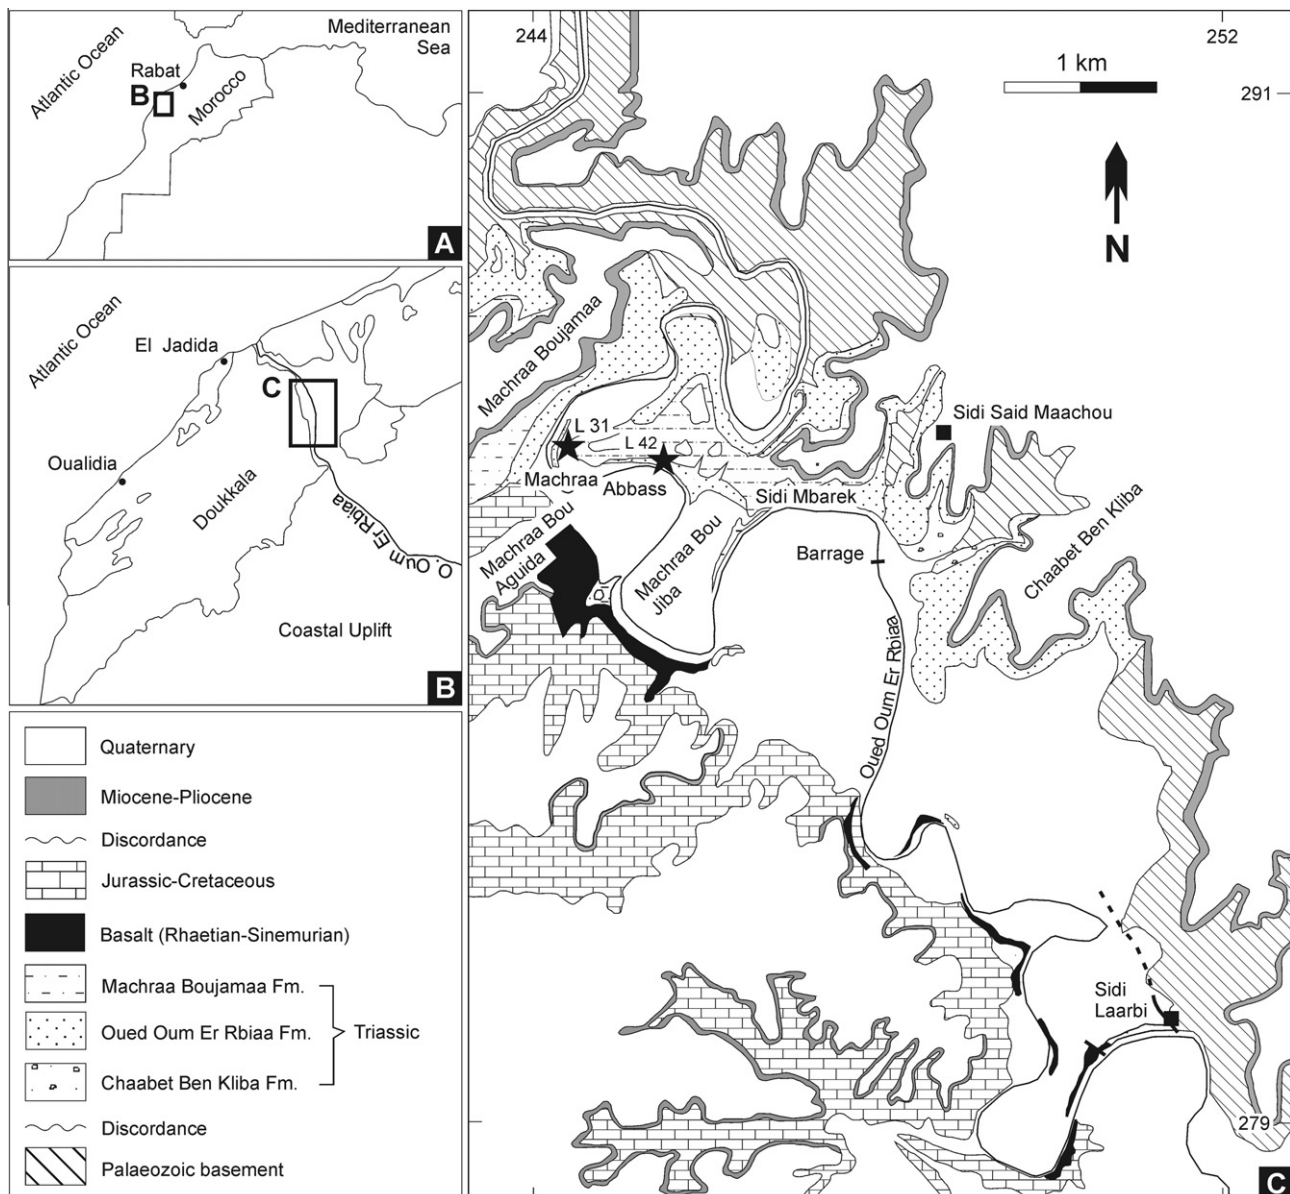 Mediterranean
Sea
Atlantic Ocean
Rabat
B
Morocco
A
Atlantic Ocean
El Jadida
C
Oualidia
Doukkala
O. Oum Er Rbiaa
Coastal Uplift
B
Quaternary
Miocene-Pliocene
Discordance
Jurassic-Cretaceous
Basalt (Rhaetian-Sinemurian)
Machraa Boujamaa Fm.
Oued Oum Er Rbiaa Fm.
Triassic
Chaabet Ben Kliba Fm.
Discordance
Palaeozoic basement
244
252
1 km
291
N
Machraa Boujamaa
L 31
L 42
Sidi Said Maachou
Machraa
Abbass
Sidi Mbarek
Machraa Bou
Aguida
Machraa Bou
Jiba
Barrage
Chaabet Ben Kliba
Oued Oum Er Rbiaa
Sidi
Laarbi
279
C